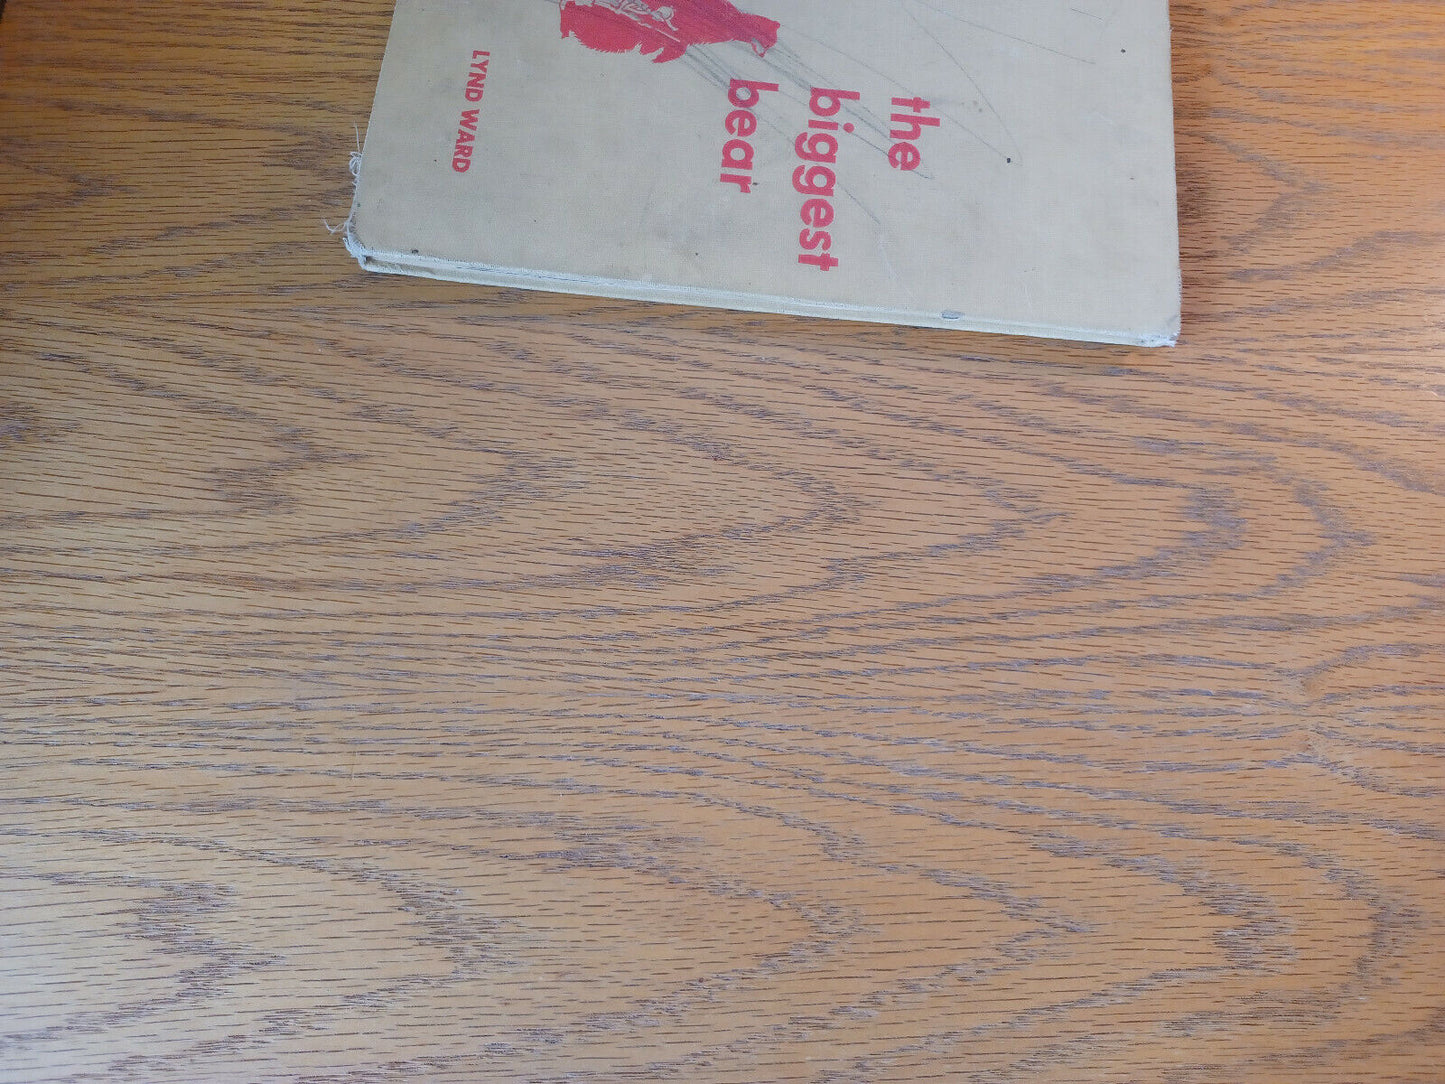 the
biggest
bear
LYND WARD